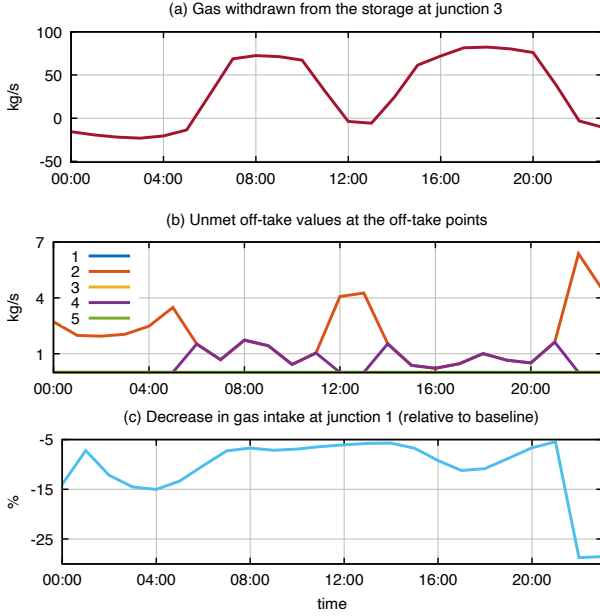 (a) Gas withdrawn from the storage at junction 3
100
50
0
-50
kg/s
00:00 04:00 08:00 12:00 16:00 20:00
(b) Unmet off-take values at the off-take points
7
4
1
kg/s
1
2
3
4
5
00:00 04:00 08:00 12:00 16:00 20:00
(c) Decrease in gas intake at junction 1 (relative to baseline)
-5
-15
-25
%
00:00 04:00 08:00 12:00 16:00 20:00
time